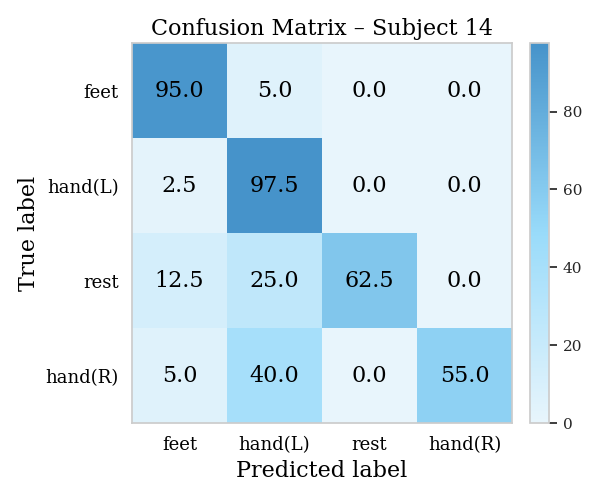 Confusion Matrix – Subject 14
feet 95.0 5.0 0.0 0.0
hand(L) 2.5 97.5 0.0 0.0
rest 12.5 25.0 62.5 0.0
hand(R) 5.0 40.0 0.0 55.0
feet hand(L) rest hand(R)
Predicted label
True label
80
60
40
20
0